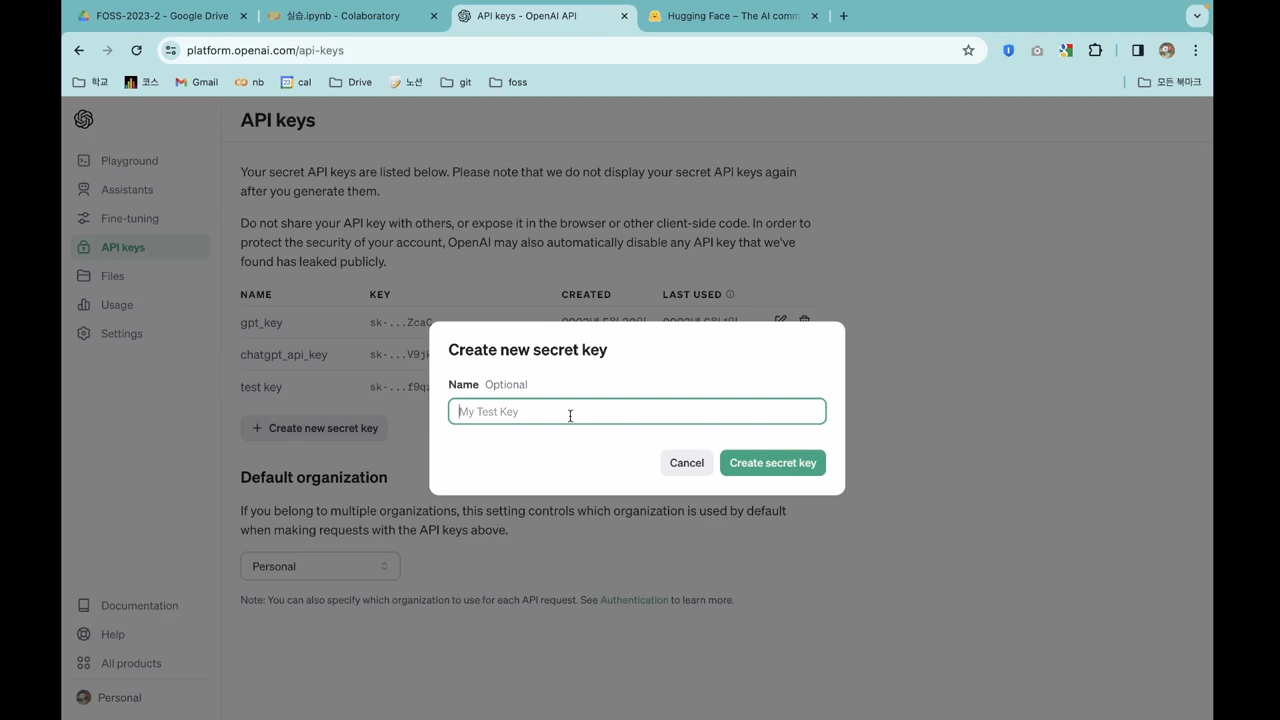 FOSS-2023-2 - Google Drive
실습.ipynb - Colaboratory
API keys - OpenAI API
Hugging Face – The AI comm
platform.openai.com/api-keys
학교
코스
Gmail
nb
cal
Drive
노션
git
foss
모든 북마크
API keys
Playground
Assistants
Fine-tuning
API keys
Files
Usage
Settings
Your secret API keys are listed below. Please note that we do not display your secret API keys again
after you generate them.
Do not share your API key with others, or expose it in the browser or other client-side code. In order to
protect the security of your account, OpenAI may also automatically disable any API key that we've
found has leaked publicly.
NAME KEY CREATED LAST USED
gpt_key sk-...ZcaC
chatgpt_api_key
test key
Create new secret key
Create new secret key
Name Optional
My Test Key
Cancel
Create secret key
Default organization
If you belong to multiple organizations, this setting controls which organization is used by default
when making requests with the API keys above.
Personal
Note: You can also specify which organization to use for each API request. See Authentication to learn more.
Documentation
Help
All products
Personal